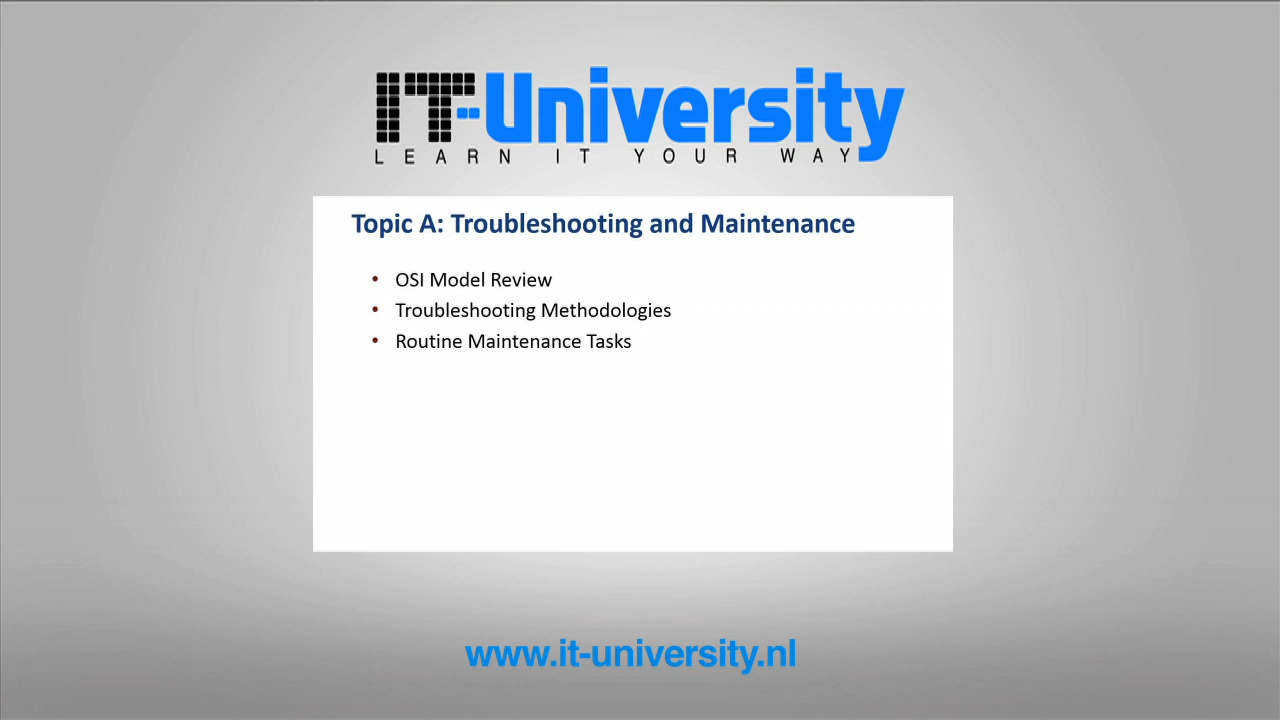 IT-University
LEARN IT YOUR WAY
Topic A: Troubleshooting and Maintenance
• OSI Model Review
• Troubleshooting Methodologies
• Routine Maintenance Tasks
www.it-university.nl